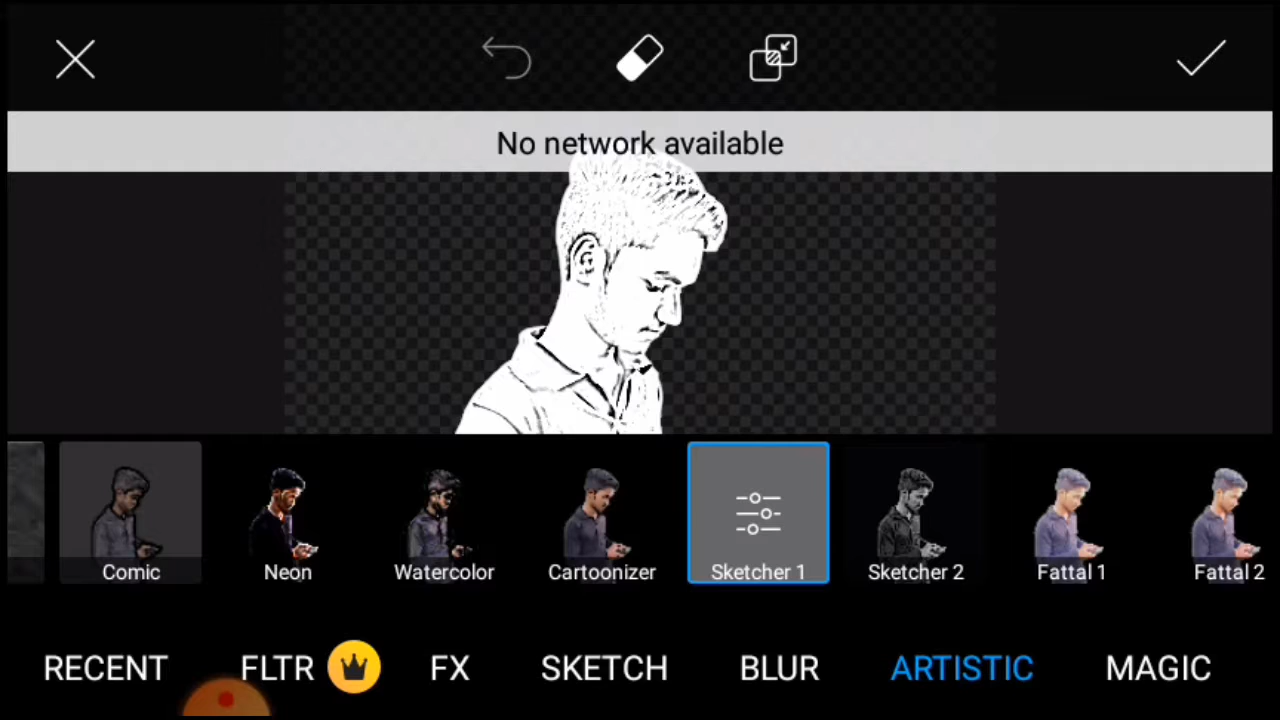 No network available
Comic
Neon
Watercolor
Cartoonizer
Sketcher 1
Sketcher 2
Fattal 1
Fattal 2
RECENT
FLTR
FX
SKETCH
BLUR
ARTISTIC
MAGIC